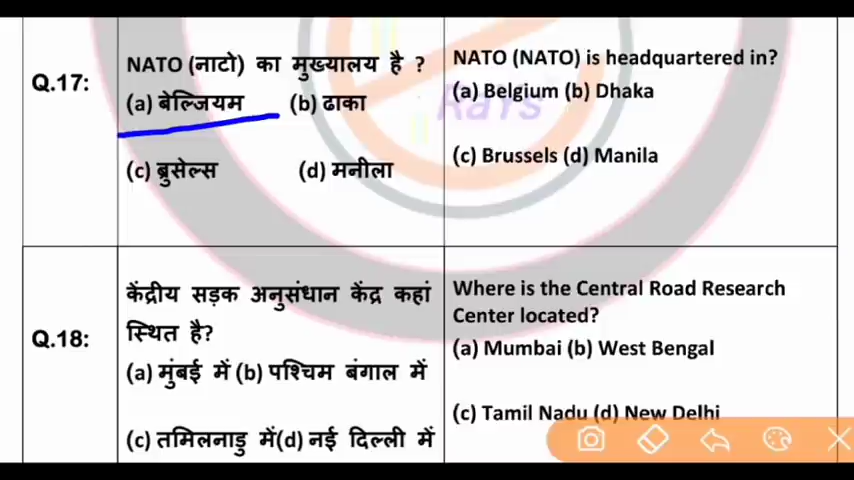 Q.17:
NATO (नाटो) का मुख्यालय है ?
(a) बेल्जियम (b) ढाका
(c) ब्रुसेल्स (d) मनीला
NATO (NATO) is headquartered in?
(a) Belgium (b) Dhaka
(c) Brussels (d) Manila
Rays
Q.18:
केंद्रीय सड़क अनुसंधान केंद्र कहां
स्थित है?
(a) मुंबई में (b) पश्चिम बंगाल में
(c) तमिलनाडु में(d) नई दिल्ली में
Where is the Central Road Research
Center located?
(a) Mumbai (b) West Bengal
(c) Tamil Nadu (d) New Delhi